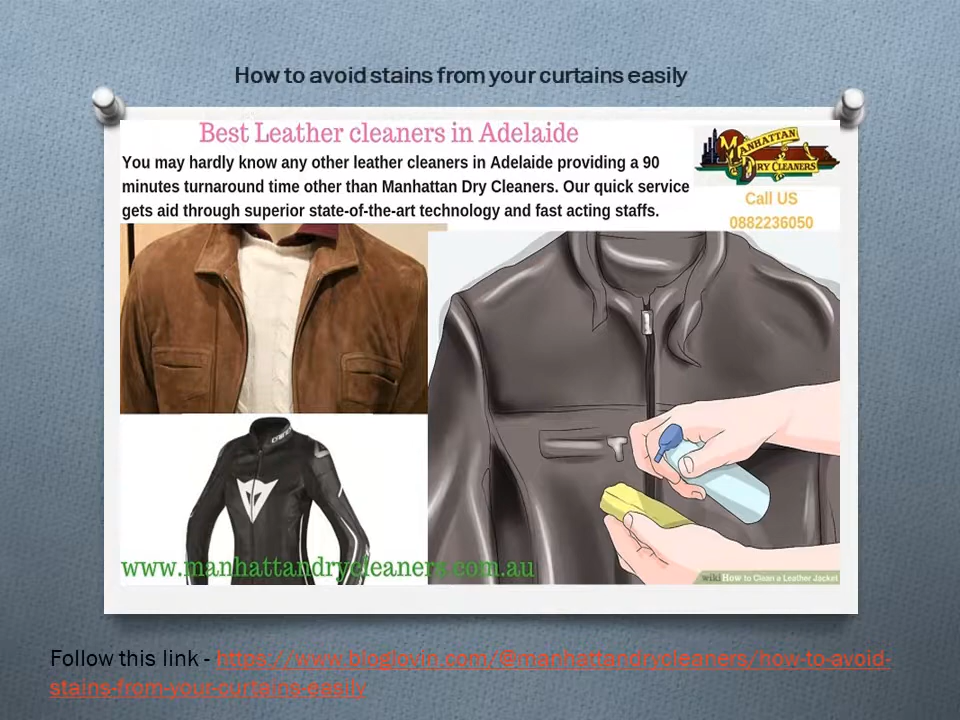 How to avoid stains from your curtains easily
Best Leather cleaners in Adelaide
You may hardly know any other leather cleaners in Adelaide providing a 90
minutes turnaround time other than Manhattan Dry Cleaners. Our quick service
gets aid through superior state-of-the-art technology and fast acting staffs.
MANHATTAN
DRY CLEANERS
Call US
0882236050
www.manhattandrycleaners.com.au
wikiHow to Clean a Leather Jacket
Follow this link - https://www.bloglovin.com/@manhattandrycleaners/how-to-avoid-
stains-from-your-curtains-easily